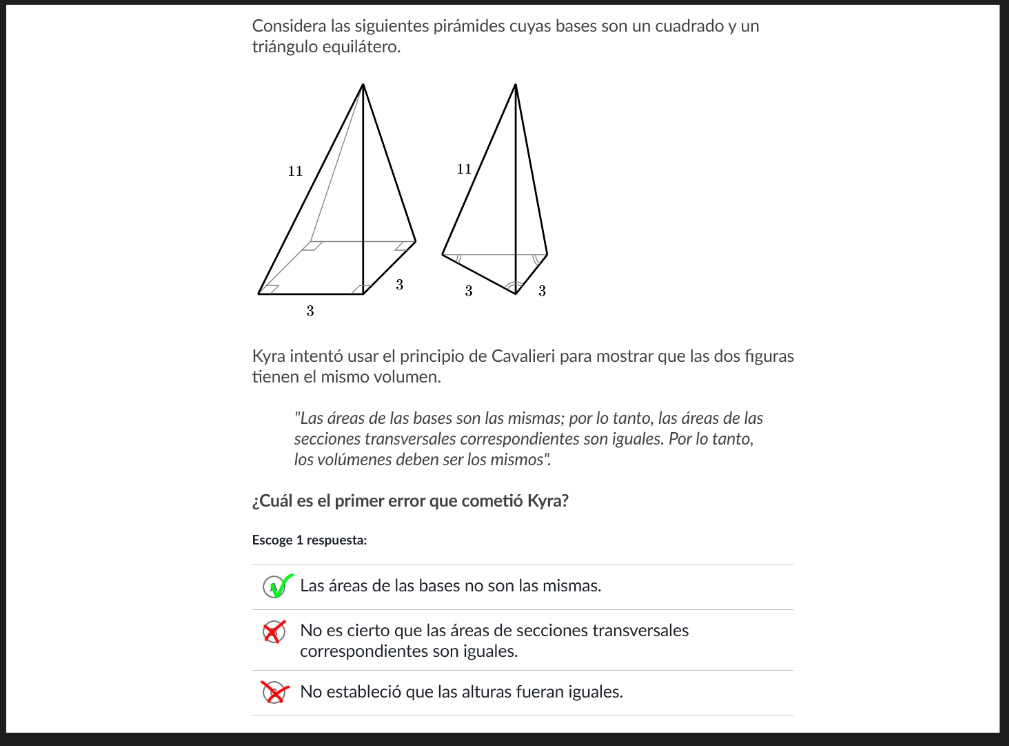 Considera las siguientes pirámides cuyas bases son un cuadrado y un
triángulo equilátero.
11
3
3
11
3
3
Kyra intentó usar el principio de Cavalieri para mostrar que las dos figuras
tienen el mismo volumen.
"Las áreas de las bases son las mismas; por lo tanto, las áreas de las
secciones transversales correspondientes son iguales. Por lo tanto,
los volúmenes deben ser los mismos".
¿Cuál es el primer error que cometió Kyra?
Escoge 1 respuesta:
Las áreas de las bases no son las mismas.
No es cierto que las áreas de secciones transversales
correspondientes son iguales.
No estableció que las alturas fueran iguales.